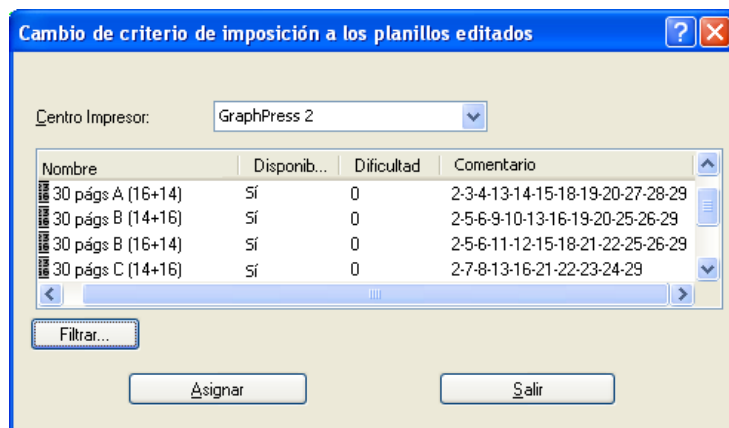 Cambio de criterio de imposición a los planillos editados
Centro Impresor: GraphPress 2
Nombre Disponib... Dificultad Comentario
30 págs A (16+14) Sí 0 2-3-4-13-14-15-18-19-20-27-28-29
30 págs B (14+16) Sí 0 2-5-6-9-10-13-16-19-20-25-26-29
30 págs B (16+14) Sí 0 2-5-6-11-12-15-18-21-22-25-26-29
30 págs C (14+16) Sí 0 2-7-8-13-16-21-22-23-24-29
Filtrar...
Asignar Salir